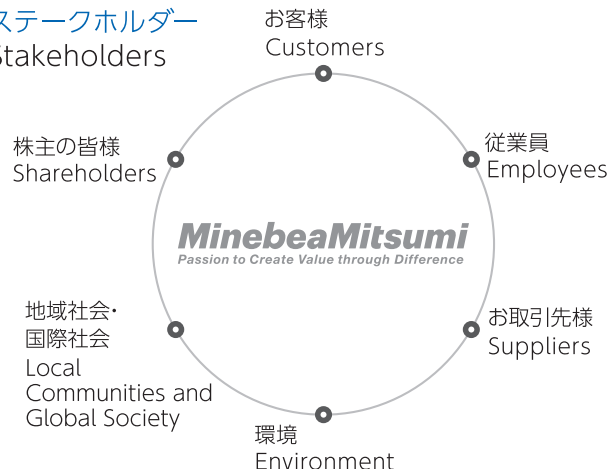 ステークホルダー
Stakeholders
お客様
Customers
株主の皆様
Shareholders
従業員
Employees
MinebeaMitsumi
Passion to Create Value through Difference
地域社会・
国際社会
Local
Communities and
Global Society
お取引先様
Suppliers
環境
Environment